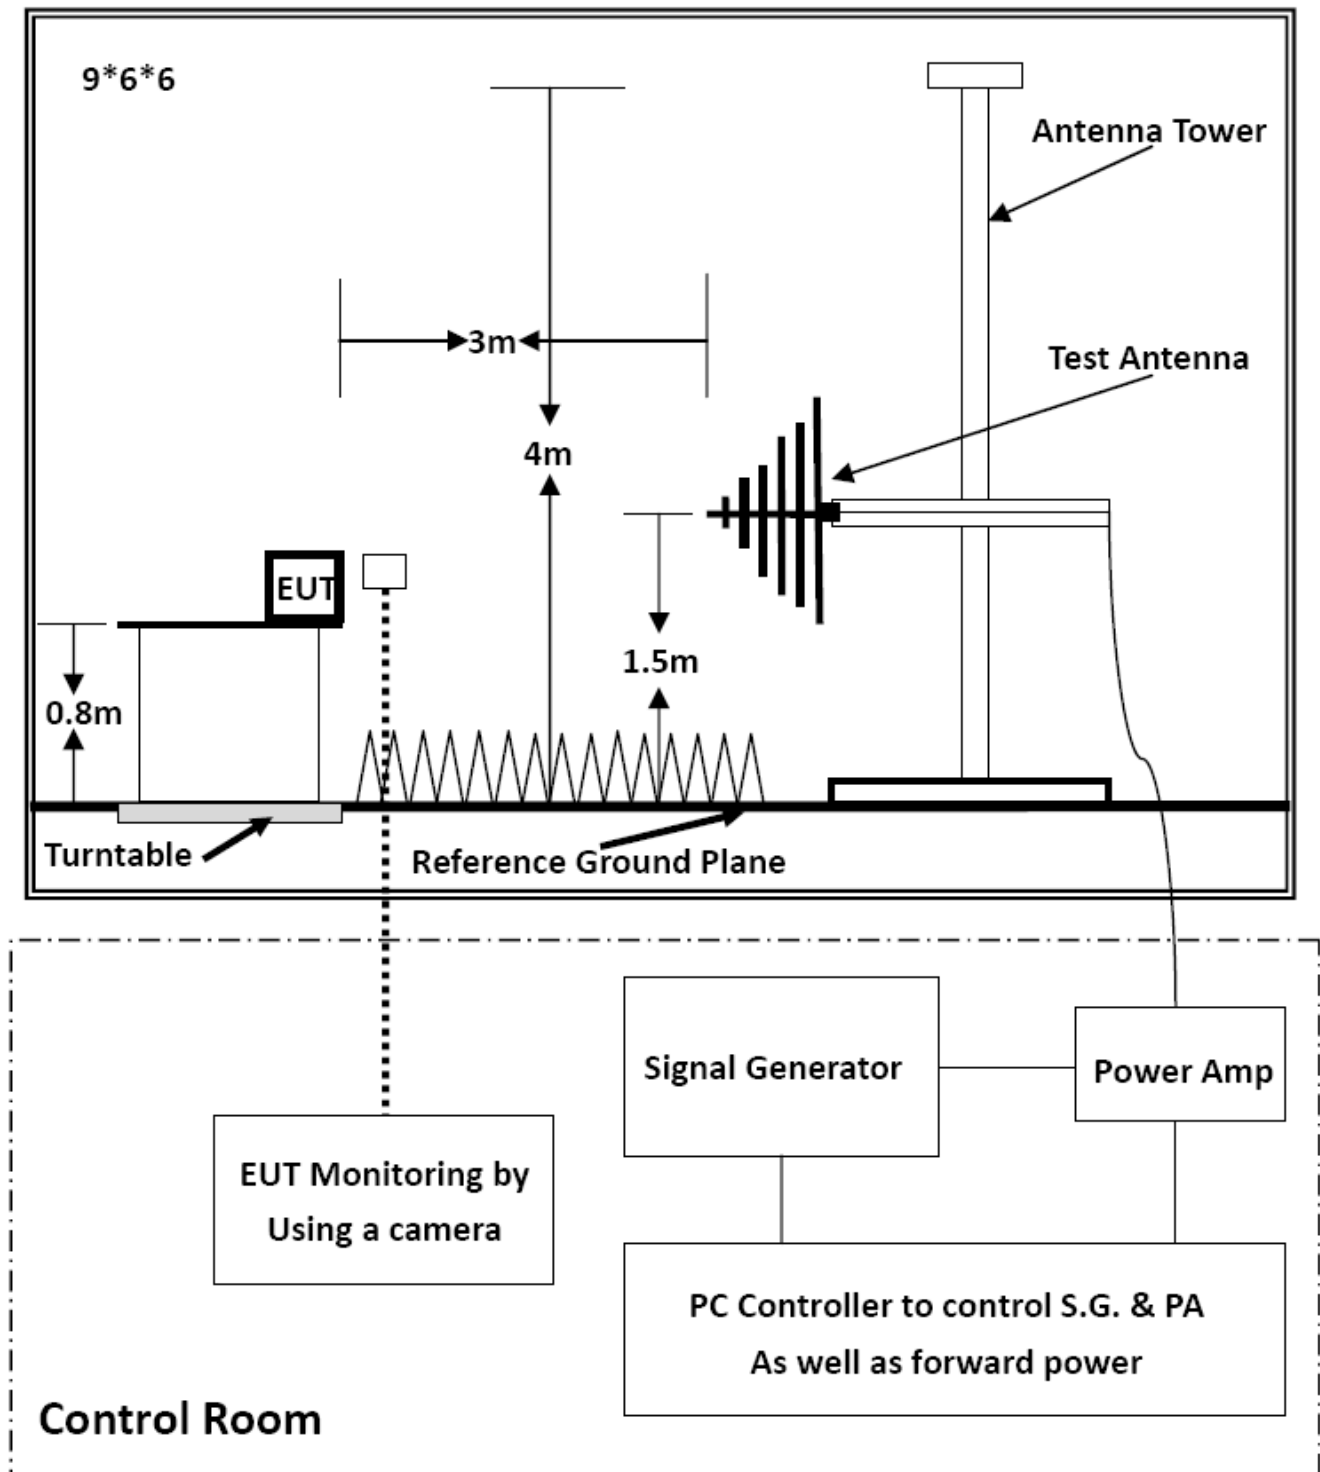 9*6*6
Antenna Tower
3m
Test Antenna
4m
EUT
1.5m
0.8m
Turntable
Reference Ground Plane
Signal Generator
Power Amp
EUT Monitoring by
Using a camera
PC Controller to control S.G. & PA
As well as forward power
Control Room